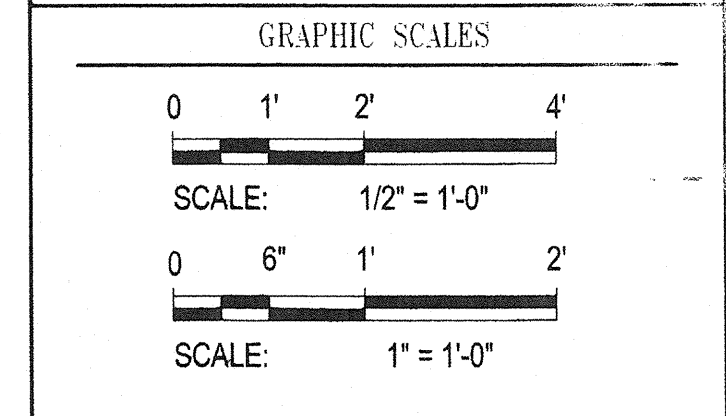 GRAPHIC SCALES
0 1' 2' 4'
SCALE: 1/2" = 1'-0"
0 6" 1' 2'
SCALE: 1" = 1'-0"